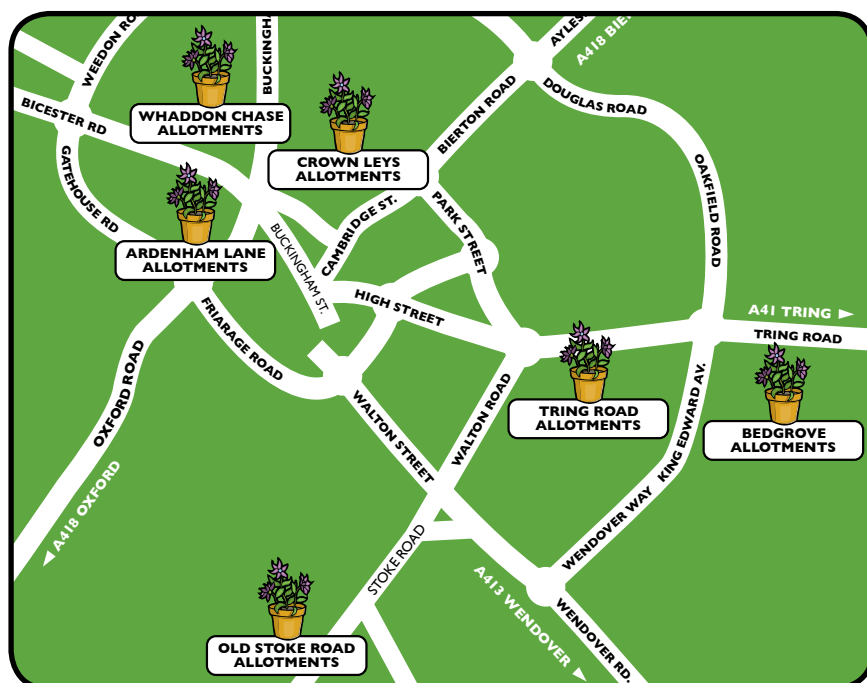 WEEDON RO
BUCKINGHA
AYLES
A418 BIER
BICESTER RD
WHADDON CHASE
ALLOTMENTS
CROWN LEYS
ALLOTMENTS
BIERTON ROAD
DOUGLAS ROAD
GATEHOUSE RD
OAKFIELD ROAD
PARK STREET
CAMBRIDGE ST.
BUCKINGHAM ST.
ARDENHAM LANE
ALLOTMENTS
HIGH STREET
FRIARAGE ROAD
A41 TRING
TRING ROAD
OXFORD ROAD
WALTON STREET
WALTON ROAD
TRING ROAD
ALLOTMENTS
KING EDWARD AV.
BEDGROVE
ALLOTMENTS
A418 OXFORD
WENDOVER WAY
STOKE ROAD
A413 WENDOVER
WENDOVER RD.
OLD STOKE ROAD
ALLOTMENTS